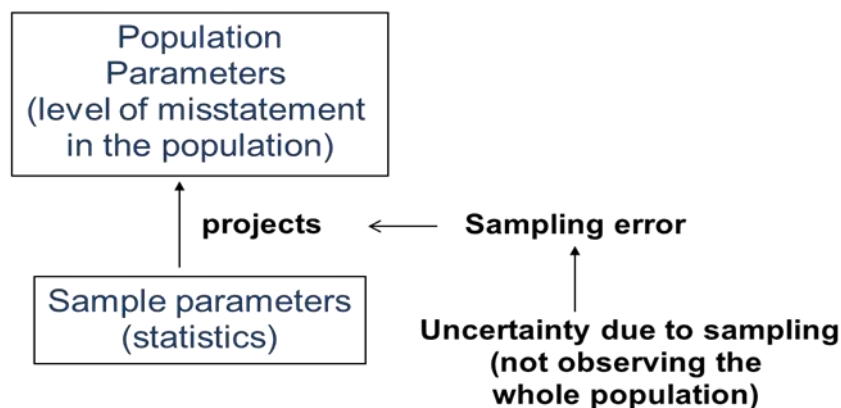 Population
Parameters
(level of misstatement
in the population)
projects
Sampling error
Sample parameters
(statistics)
Uncertainty due to sampling
(not observing the
whole population)